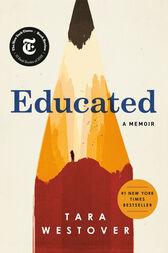 Educated
A MEMOIR
#1 NEW YORK
TIMES
BESTSELLER
TARA
WESTOVER